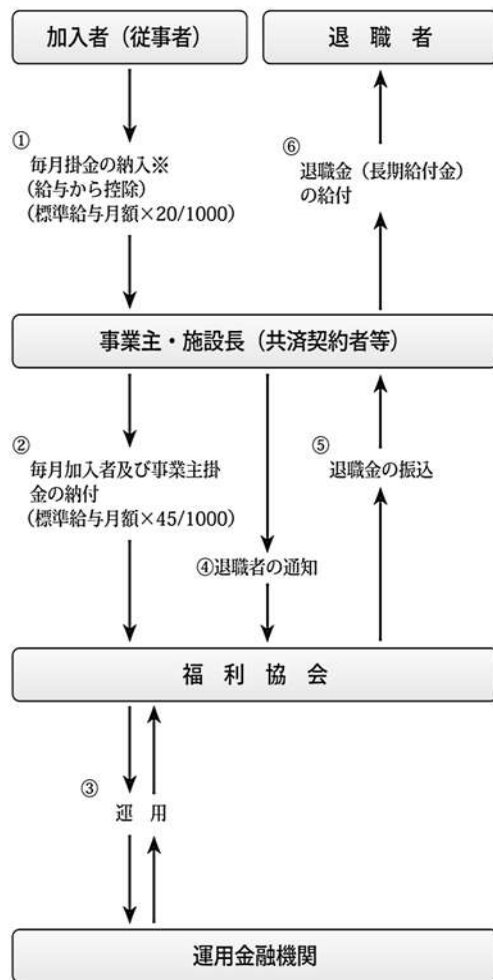 加入者（従事者）
退　職　者
①
毎月掛金の納入※
（給与から控除）
（標準給与月額×20/1000）
⑥
退職金（長期給付金）
の給付
事業主・施設長（共済契約者等）
②
毎月加入者及び事業主掛
金の納付
（標準給与月額×45/1000）
④退職者の通知
⑤
退職金の振込
福　利　協　会
③
運　用
運用金融機関